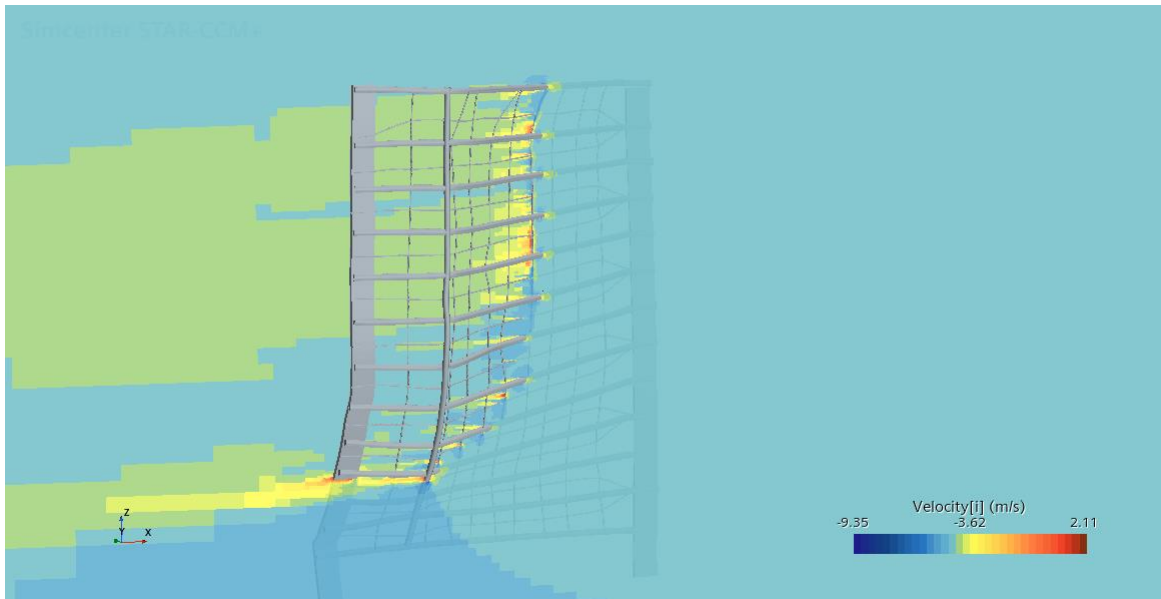 Simcenter STAR-CCM+
Z
Y
X
Velocity[i] (m/s)
-9.35 -3.62 2.11